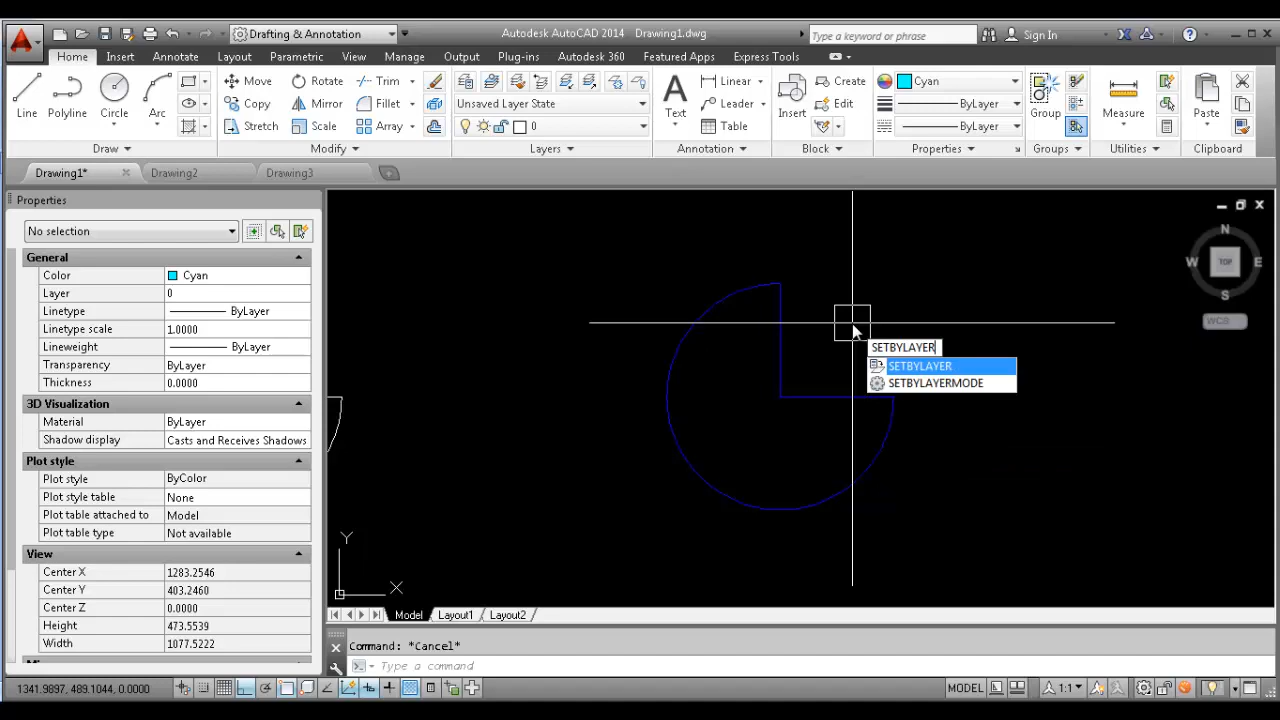 Drafting & Annotation
Autodesk AutoCAD 2014 Drawing1.dwg
Type a keyword or phrase
Sign In
Home Insert Annotate Layout Parametric View Manage Output Plug-ins Autodesk 360 Featured Apps Express Tools
Line Polyline Circle Arc
Move Rotate Trim
Copy Mirror Fillet
Stretch Scale Array
Unsaved Layer State
0
Text
Linear
Leader
Table
Insert
Create
Edit
Cyan
ByLayer
ByLayer
Group
Measure
Paste
Draw Modify Layers Annotation Block Properties Groups Utilities Clipboard
Drawing1* Drawing2 Drawing3
Properties
No selection
General
Color Cyan
Layer 0
Linetype ByLayer
Linetype scale 1.0000
Lineweight ByLayer
Transparency ByLayer
Thickness 0.0000
3D Visualization
Material ByLayer
Shadow display Casts and Receives Shadows
Plot style
Plot style ByColor
Plot style table None
Plot table attached to Model
Plot table type Not available
View
Center X 1283.2546
Center Y 403.2460
Center Z 0.0000
Height 473.5539
Width 1077.5222
N
W TOP E
S
WCS
SETBYLAYER
SETBYLAYER
SETBYLAYERMODE
Y
X
Model Layout1 Layout2
Command: *Cancel*
Type a command
1341.9897, 489.1044, 0.0000
MODEL
1:1